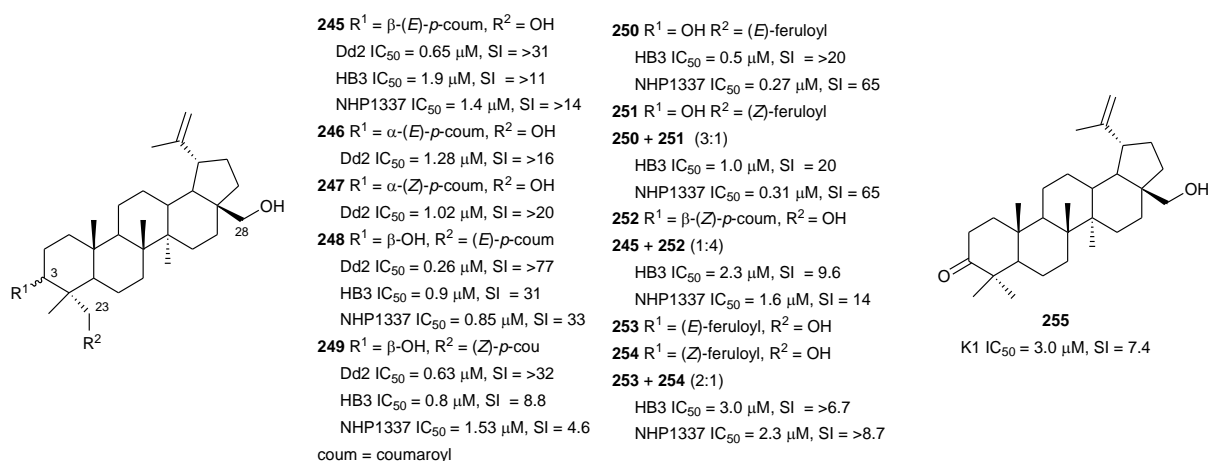 245 R¹ = β-(E)-p-coum, R² = OH
Dd2 IC₅₀ = 0.65 μM, SI = >31
HB3 IC₅₀ = 1.9 μM, SI = >11
NHP1337 IC₅₀ = 1.4 μM, SI = >14
246 R¹ = α-(E)-p-coum, R² = OH
Dd2 IC₅₀ = 1.28 μM, SI = >16
247 R¹ = α-(Z)-p-coum, R² = OH
Dd2 IC₅₀ = 1.02 μM, SI = >20
248 R¹ = β-OH, R² = (E)-p-coum
Dd2 IC₅₀ = 0.26 μM, SI = >77
HB3 IC₅₀ = 0.9 μM, SI = 31
NHP1337 IC₅₀ = 0.85 μM, SI = 33
249 R¹ = β-OH, R² = (Z)-p-cou
Dd2 IC₅₀ = 0.63 μM, SI = >32
HB3 IC₅₀ = 0.8 μM, SI = 8.8
NHP1337 IC₅₀ = 1.53 μM, SI = 4.6
coum = coumaroyl
250 R¹ = OH R² = (E)-feruloyl
HB3 IC₅₀ = 0.5 μM, SI = >20
NHP1337 IC₅₀ = 0.27 μM, SI = 65
251 R¹ = OH R² = (Z)-feruloyl
250 + 251 (3:1)
HB3 IC₅₀ = 1.0 μM, SI = 20
NHP1337 IC₅₀ = 0.31 μM, SI = 65
252 R¹ = β-(Z)-p-coum, R² = OH
245 + 252 (1:4)
HB3 IC₅₀ = 2.3 μM, SI = 9.6
NHP1337 IC₅₀ = 1.6 μM, SI = 14
253 R¹ = (E)-feruloyl, R² = OH
254 R¹ = (Z)-feruloyl, R² = OH
253 + 254 (2:1)
HB3 IC₅₀ = 3.0 μM, SI = >6.7
NHP1337 IC₅₀ = 2.3 μM, SI = >8.7
OH
28
3
R¹
23
R²
OH
O
255
K1 IC₅₀ = 3.0 μM, SI = 7.4